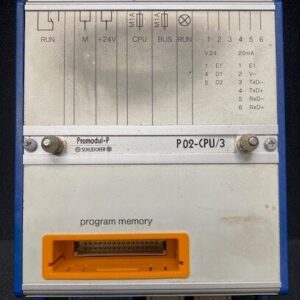 M1A M1A
RUN M +24V CPU BUS RUN 1 2 3 4 5 6
V24 20mA
1 E1 1 E1
4 D1 2 V-
5 D2 3 TxD-
4 TxD+
5 RxD-
6 RxD+
Promodul-P P02-CPU/3
SCHLEICHER
program memory